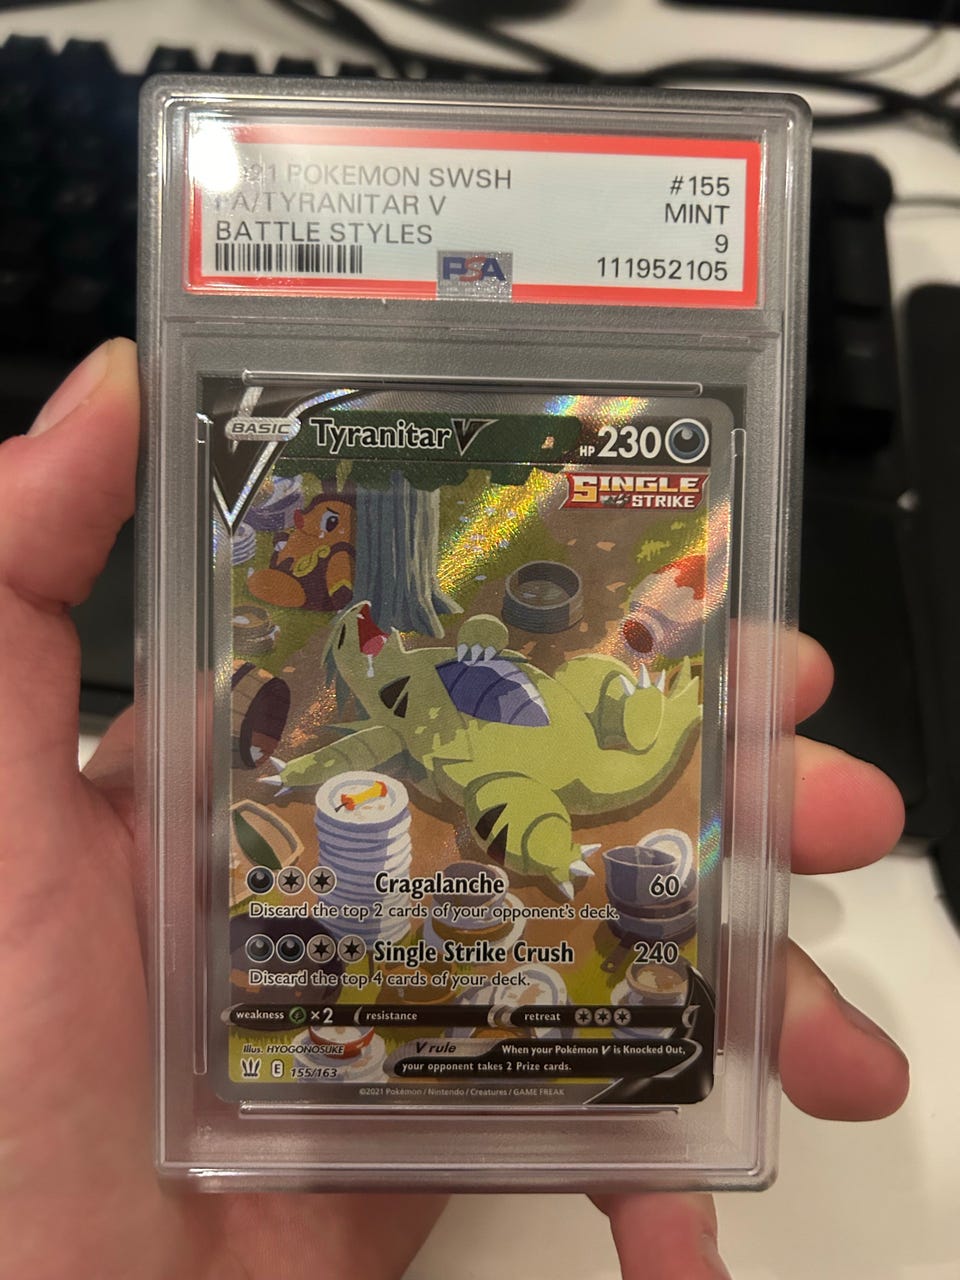 21 POKEMON SWSH #155
FA/TYRANITAR V MINT
BATTLE STYLES 9
PSA 111952105
BASIC Tyranitar V HP 230
SINGLE STRIKE
Cragalanche 60
Discard the top 2 cards of your opponent's deck.
Single Strike Crush 240
Discard the top 4 cards of your deck.
weakness ×2 resistance retreat
Illus. HYOGONOSUKE V rule When your Pokémon V is Knocked Out,
E 155/163 your opponent takes 2 Prize cards.
©2021 Pokémon / Nintendo / Creatures / GAME FREAK